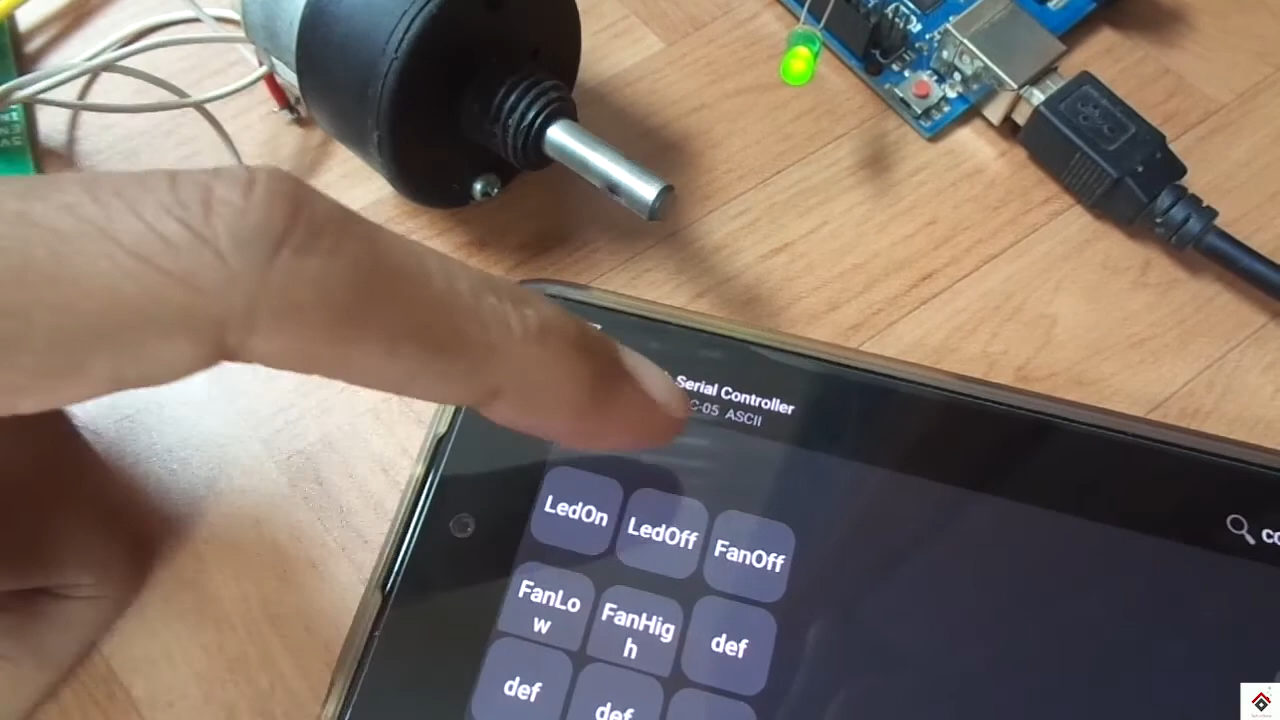 Serial Controller
C-05 ASCII
LedOn
LedOff
FanOff
FanLo
w
FanHig
h
def
def
def